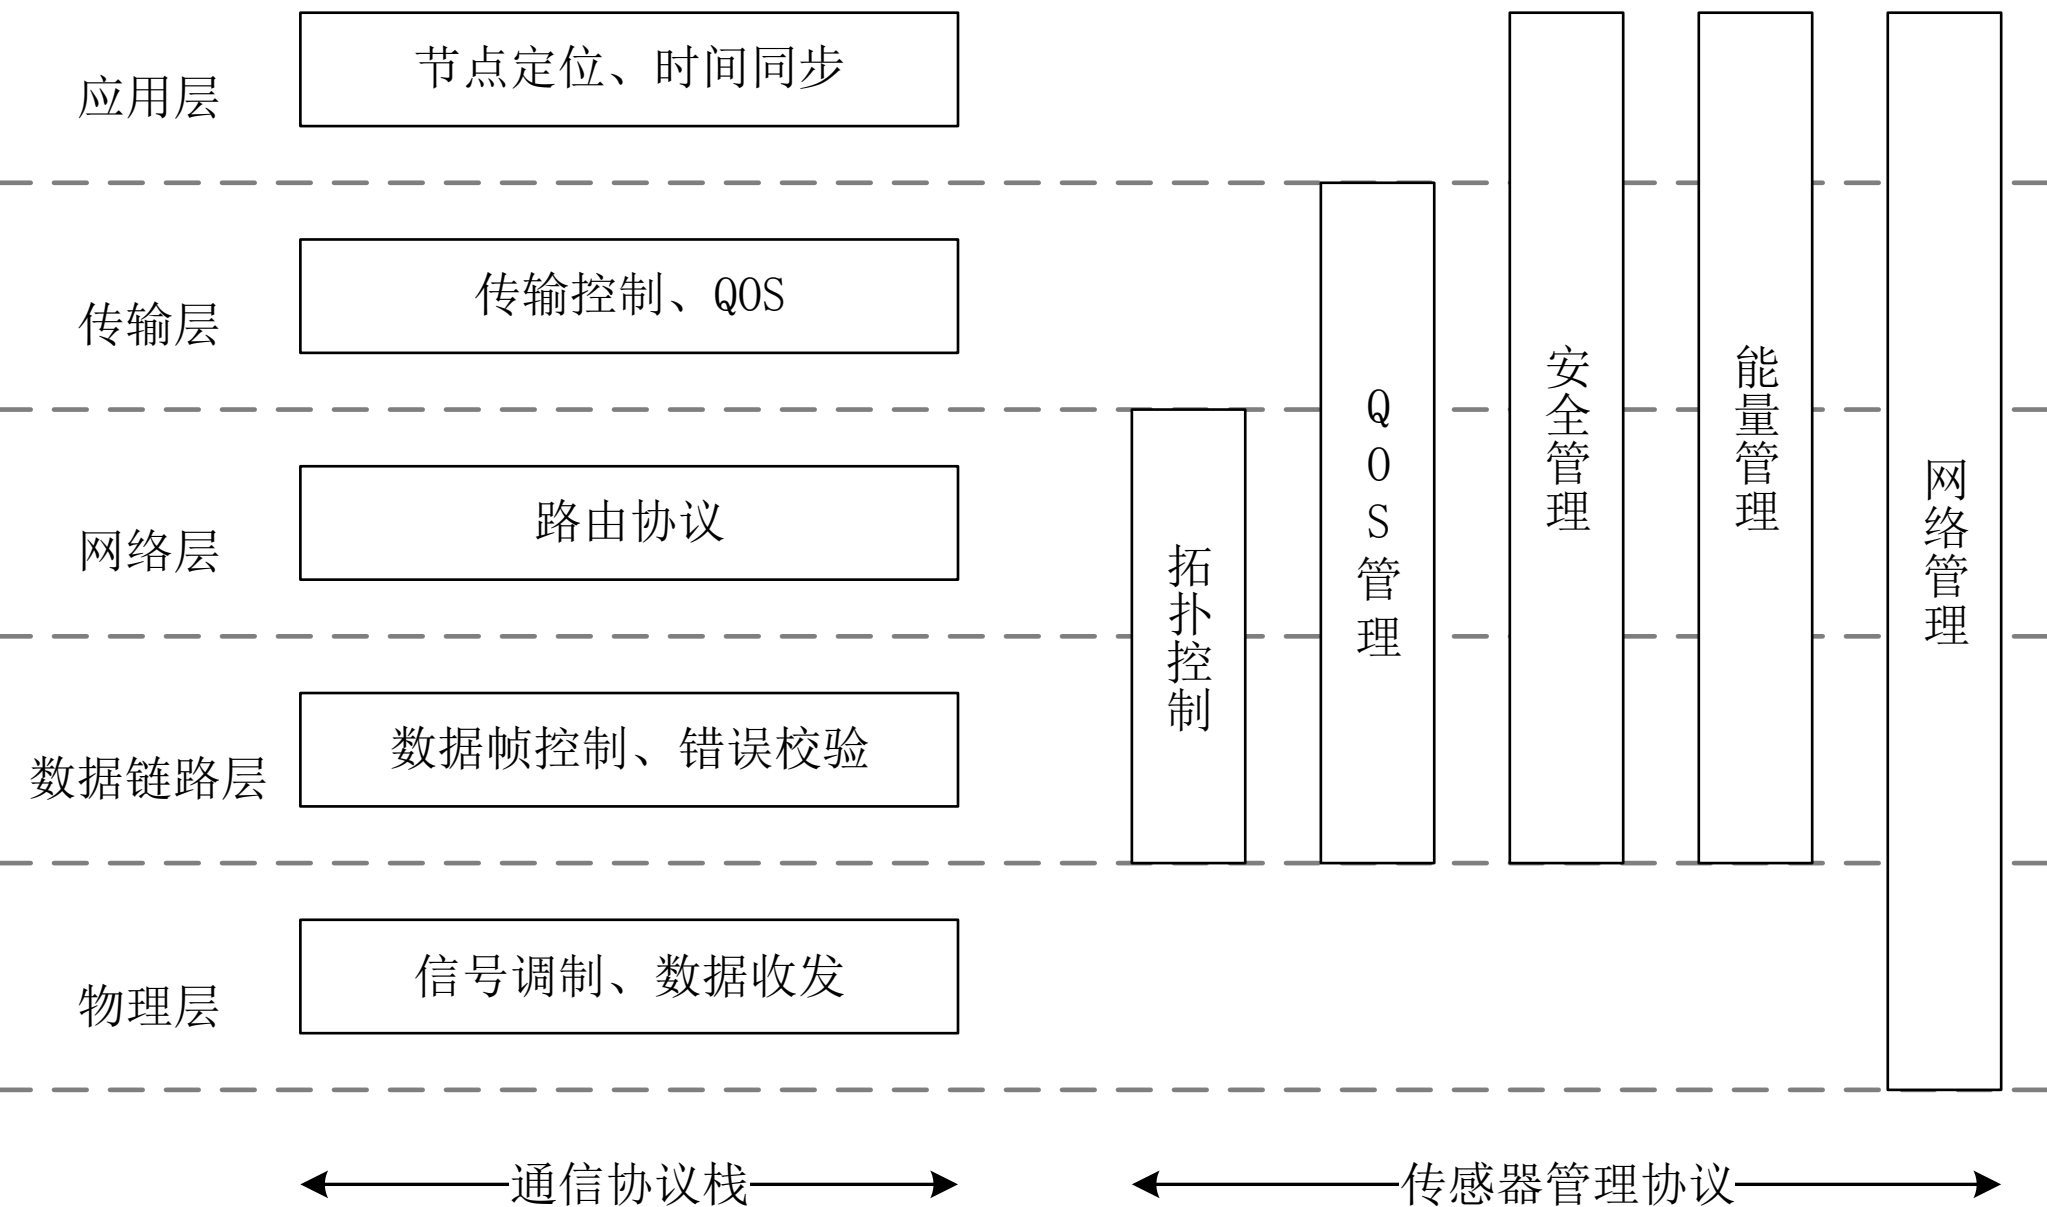 应用层
节点定位、时间同步
传输层
传输控制、QOS
网络层
路由协议
数据链路层
数据帧控制、错误校验
物理层
信号调制、数据收发
拓扑控制
QOS管理
安全管理
能量管理
网络管理
通信协议栈
传感器管理协议